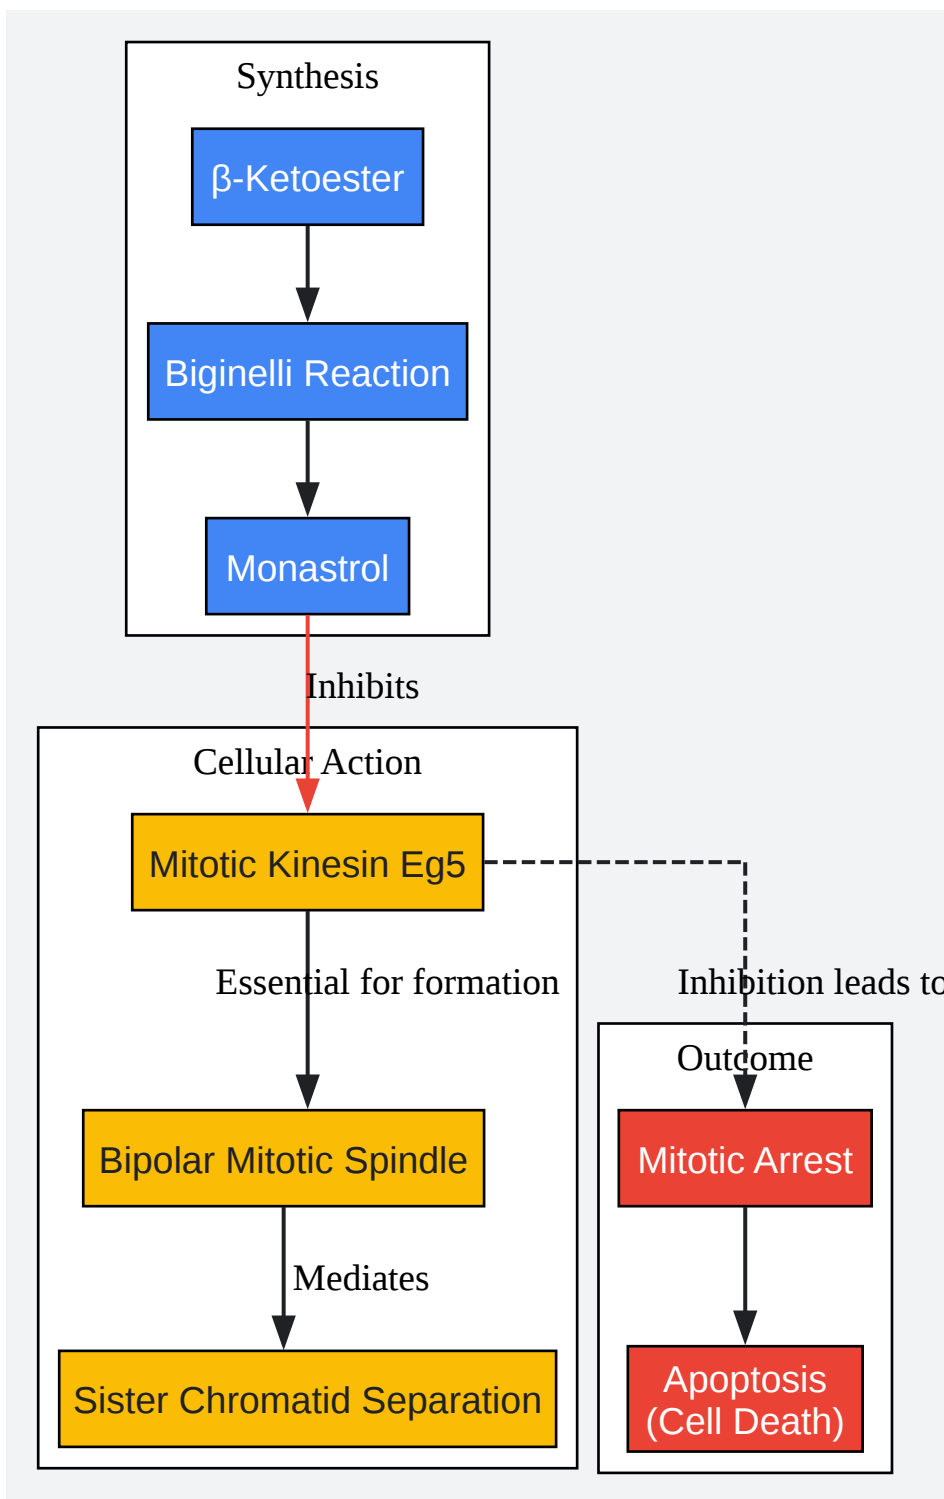 Synthesis
β-Ketoester
Biginelli Reaction
Monastrol
Inhibits
Cellular Action
Mitotic Kinesin Eg5
Essential for formation
Inhibition leads to
Outcome
Bipolar Mitotic Spindle
Mitotic Arrest
Mediates
Sister Chromatid Separation
Apoptosis
(Cell Death)